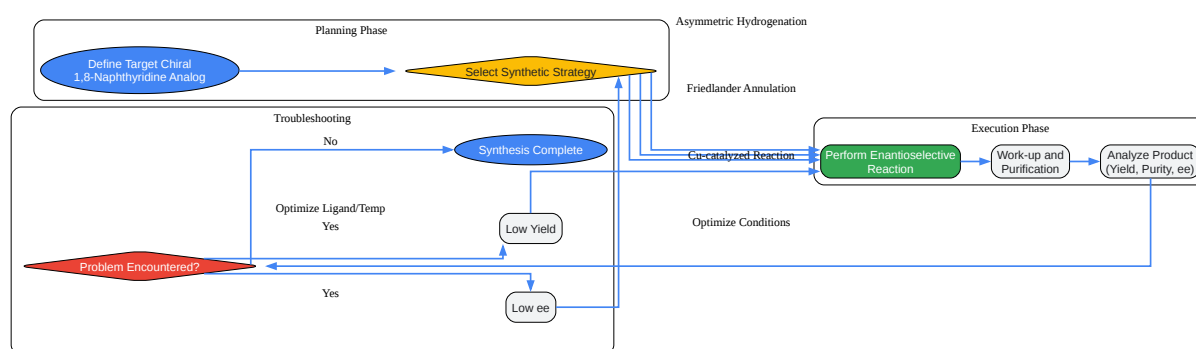 Asymmetric Hydrogenation
Planning Phase
Define Target Chiral
1,8-Naphthyridine Analog
Select Synthetic Strategy
Friedlander Annulation
Troubleshooting
Execution Phase
No
Synthesis Complete
Cu-catalyzed Reaction
Perform Enantioselective
Reaction
Work-up and
Purification
Analyze Product
(Yield, Purity, ee)
Optimize Ligand/Temp
Yes
Low Yield
Optimize Conditions
Problem Encountered?
Yes
Low ee